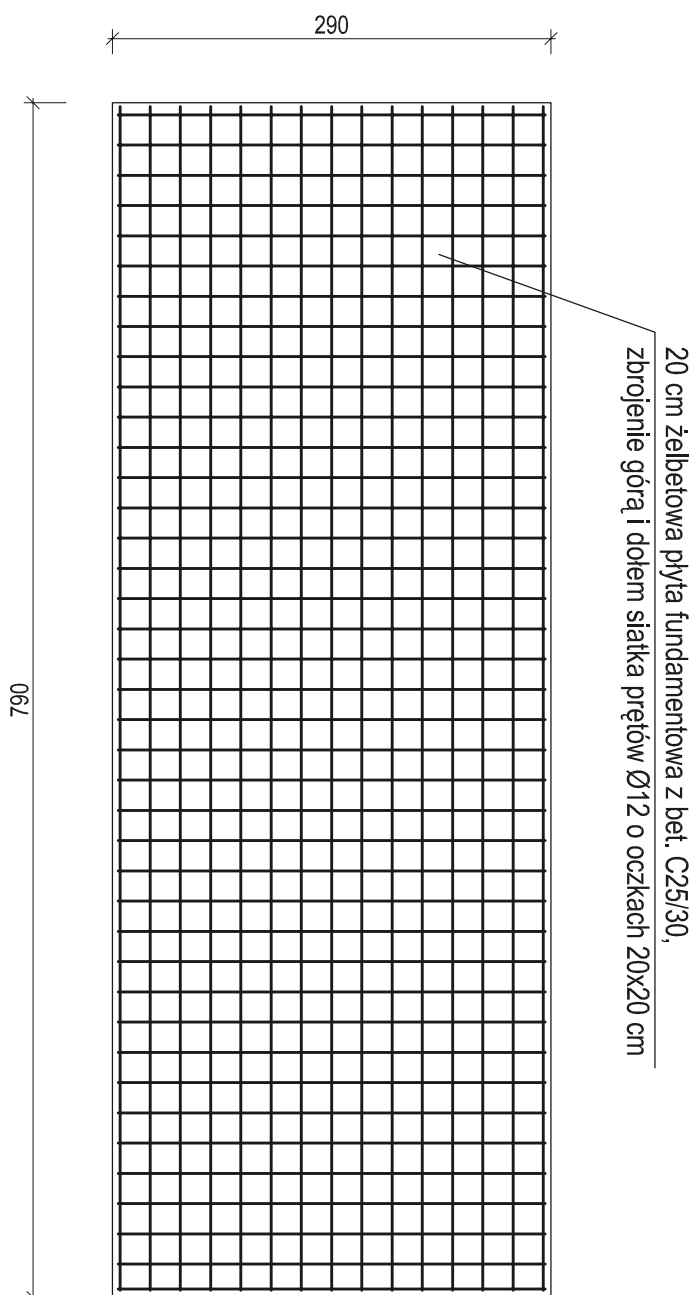 290
20 cm żelbetowa płyta fundamentowa z bet. C25/30,
zbrojenie górą i dołem siatka prętów Ø12 o oczkach 20x20 cm
790